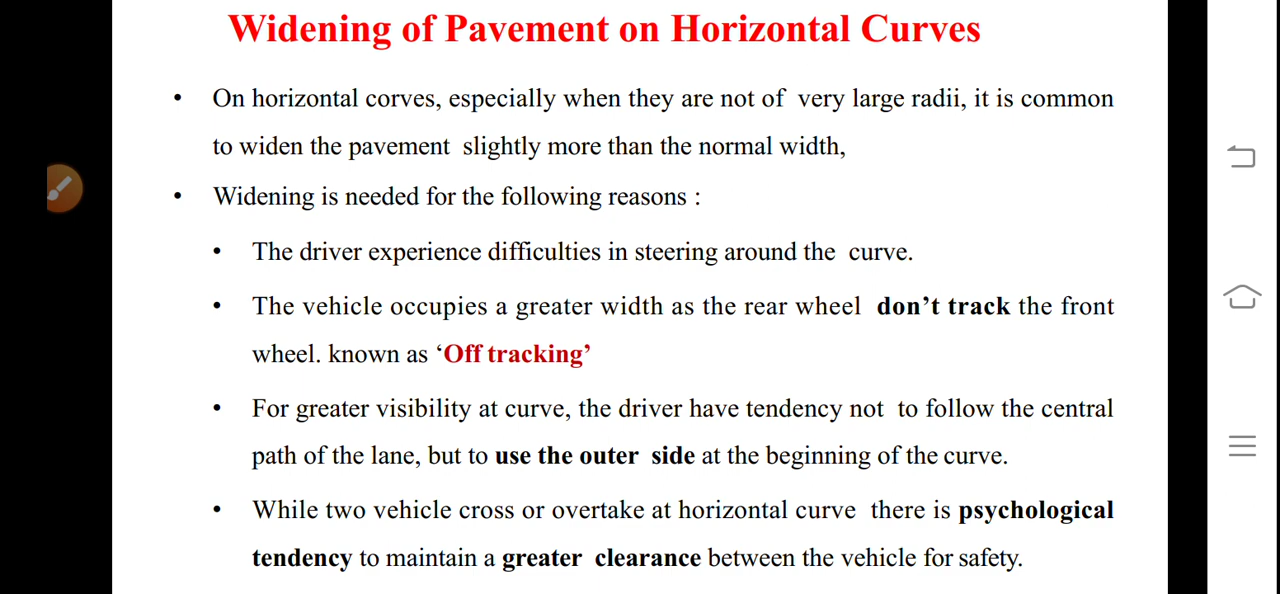 Widening of Pavement on Horizontal Curves
• On horizontal corves, especially when they are not of very large radii, it is common
to widen the pavement slightly more than the normal width,
• Widening is needed for the following reasons :
• The driver experience difficulties in steering around the curve.
• The vehicle occupies a greater width as the rear wheel don’t track the front
wheel. known as ‘Off tracking’
• For greater visibility at curve, the driver have tendency not to follow the central
path of the lane, but to use the outer side at the beginning of the curve.
• While two vehicle cross or overtake at horizontal curve there is psychological
tendency to maintain a greater clearance between the vehicle for safety.